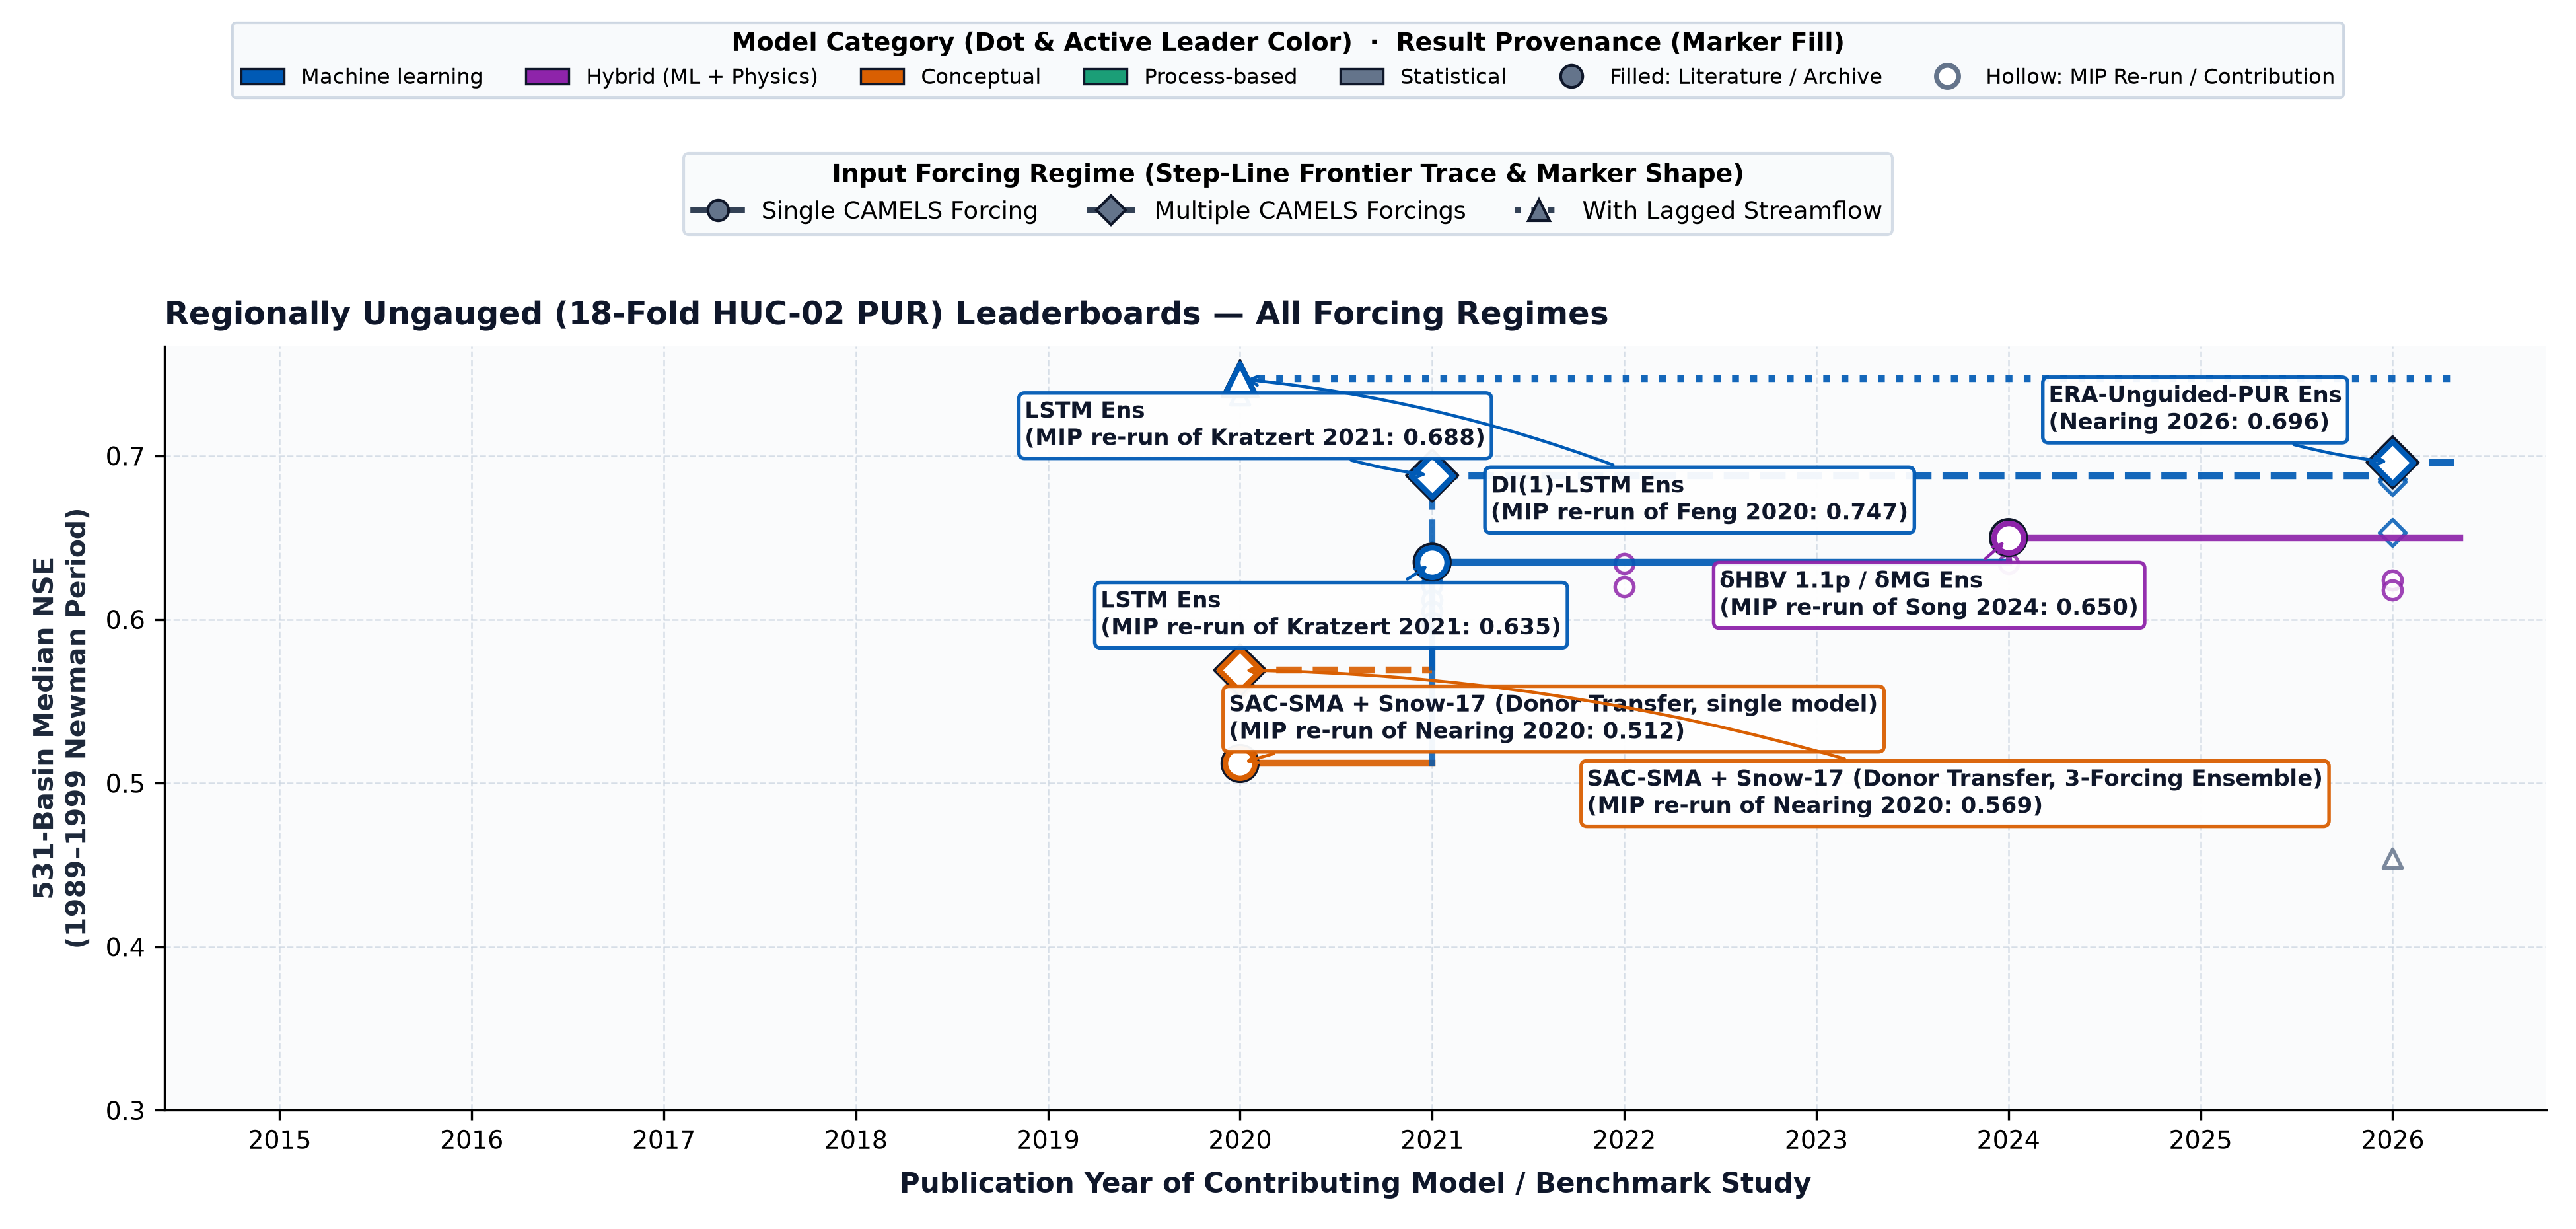 Model Category (Dot & Active Leader Color)  ·  Result Provenance (Marker Fill)
Machine learning
Hybrid (ML + Physics)
Conceptual
Process-based
Statistical
Filled: Literature / Archive
Hollow: MIP Re-run / Contribution
Input Forcing Regime (Step-Line Frontier Trace & Marker Shape)
Single CAMELS Forcing
Multiple CAMELS Forcings
With Lagged Streamflow
Regionally Ungauged (18-Fold HUC-02 PUR) Leaderboards — All Forcing Regimes
531-Basin Median NSE
(1989–1999 Newman Period)
0.7
0.6
0.5
0.4
0.3
LSTM Ens
(MIP re-run of Kratzert 2021: 0.688)
ERA-Unguided-PUR Ens
(Nearing 2026: 0.696)
DI(1)-LSTM Ens
(MIP re-run of Feng 2020: 0.747)
LSTM Ens
(MIP re-run of Kratzert 2021: 0.635)
δHBV 1.1p / δMG Ens
(MIP re-run of Song 2024: 0.650)
SAC-SMA + Snow-17 (Donor Transfer, single model)
(MIP re-run of Nearing 2020: 0.512)
SAC-SMA + Snow-17 (Donor Transfer, 3-Forcing Ensemble)
(MIP re-run of Nearing 2020: 0.569)
2015
2016
2017
2018
2019
2020
2021
2022
2023
2024
2025
2026
Publication Year of Contributing Model / Benchmark Study